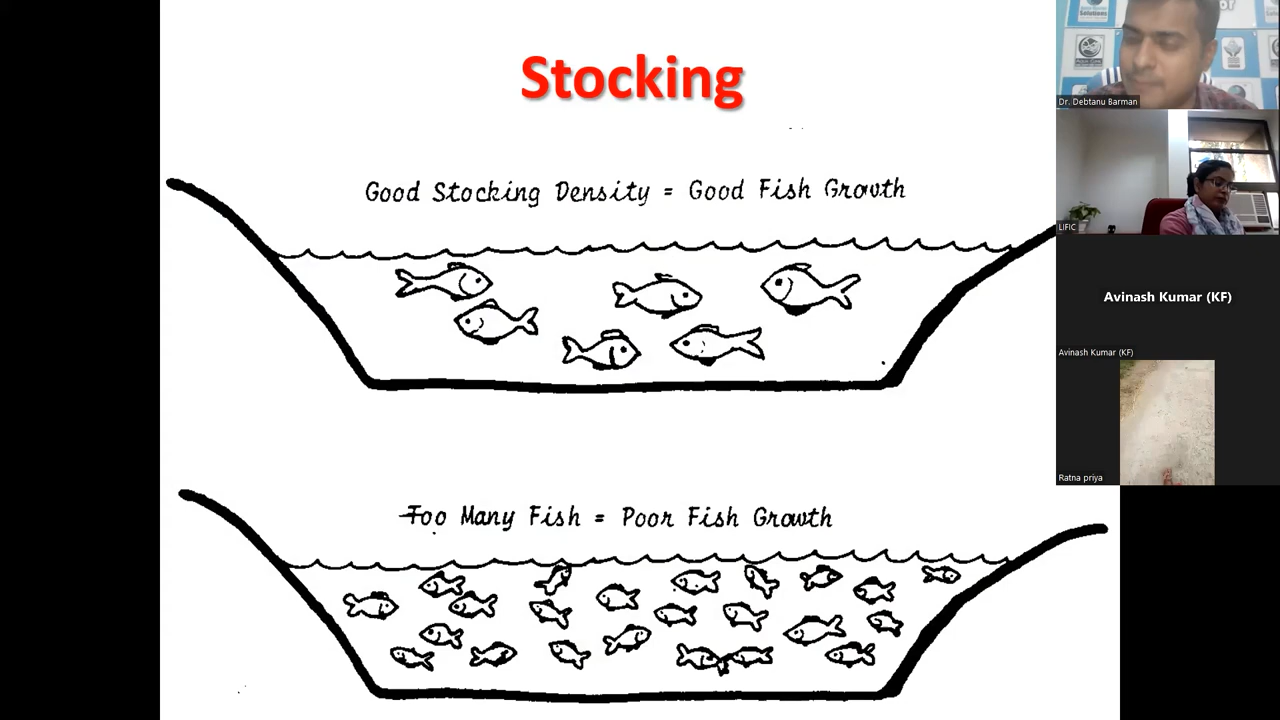 Stocking
Good Stocking Density = Good Fish Growth
Too Many Fish = Poor Fish Growth
Dr. Debtanu Barman
LIFIC
Avinash Kumar (KF)
Avinash Kumar (KF)
Ratna priya